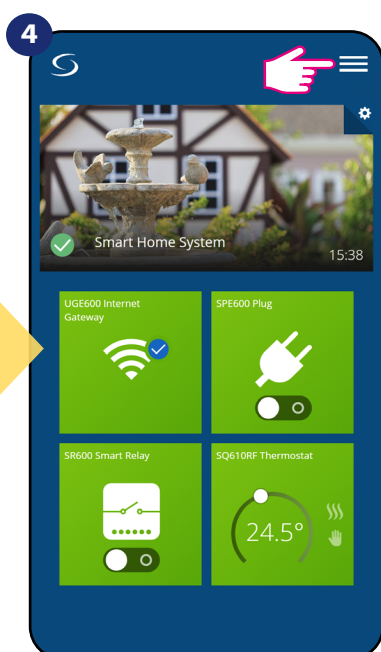 4
Smart Home System
15:38
UGE600 Internet
Gateway
SPE600 Plug
SR600 Smart Relay
SQ610RF Thermostat
24.5°